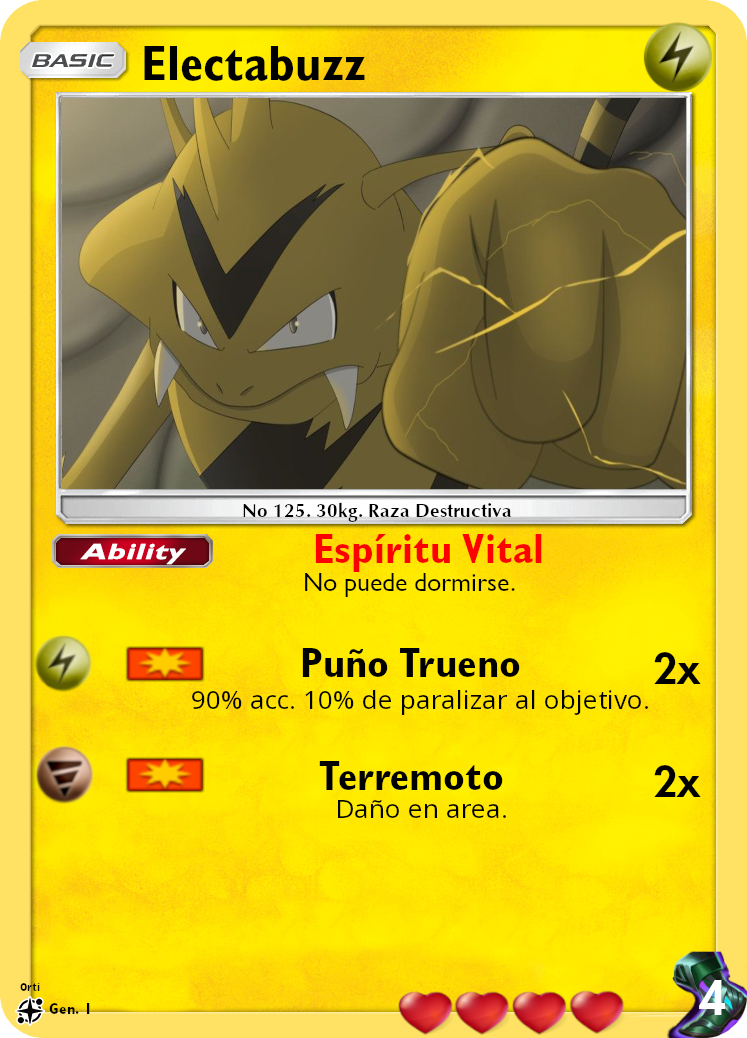 BASIC
Electabuzz
No 125. 30kg. Raza Destructiva
Ability
Espíritu Vital
No puede dormirse.
Puño Trueno
2x
90% acc. 10% de paralizar al objetivo.
Terremoto
2x
Daño en area.
Orti
Gen. 1
4